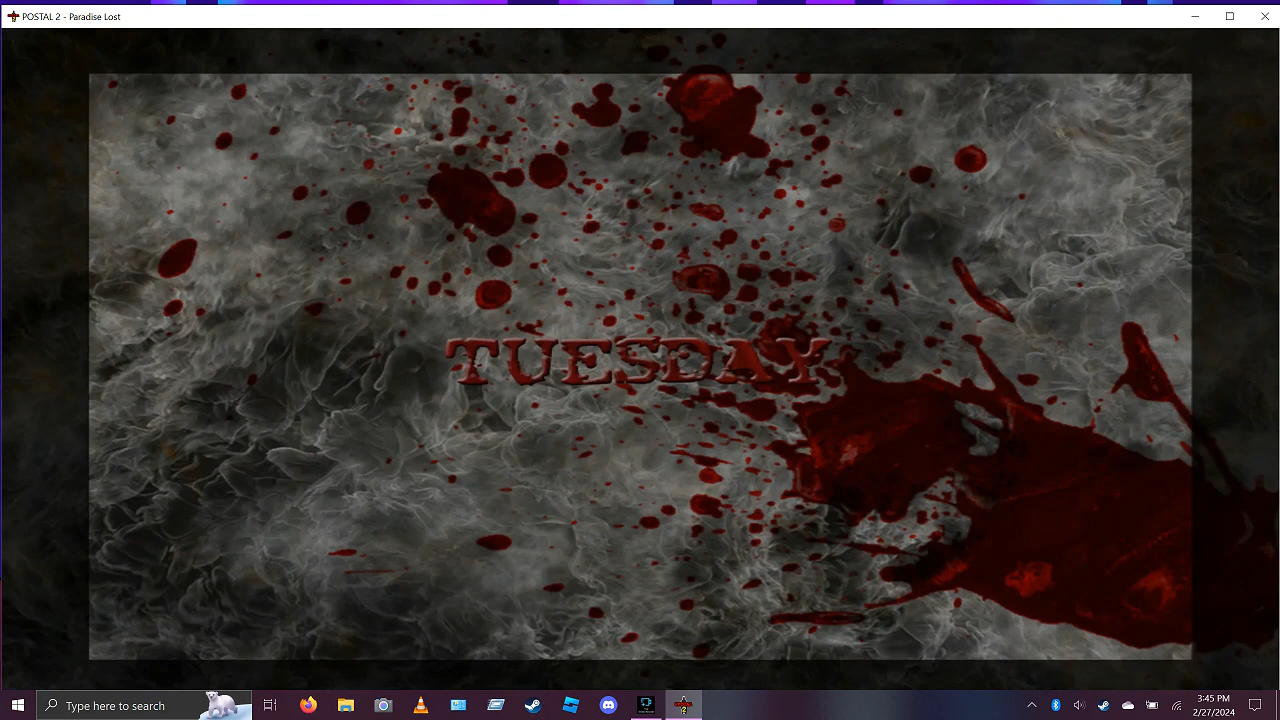 POSTAL 2 - Paradise Lost
TUESDAY
Type here to search
3:45 PM
2/27/2024